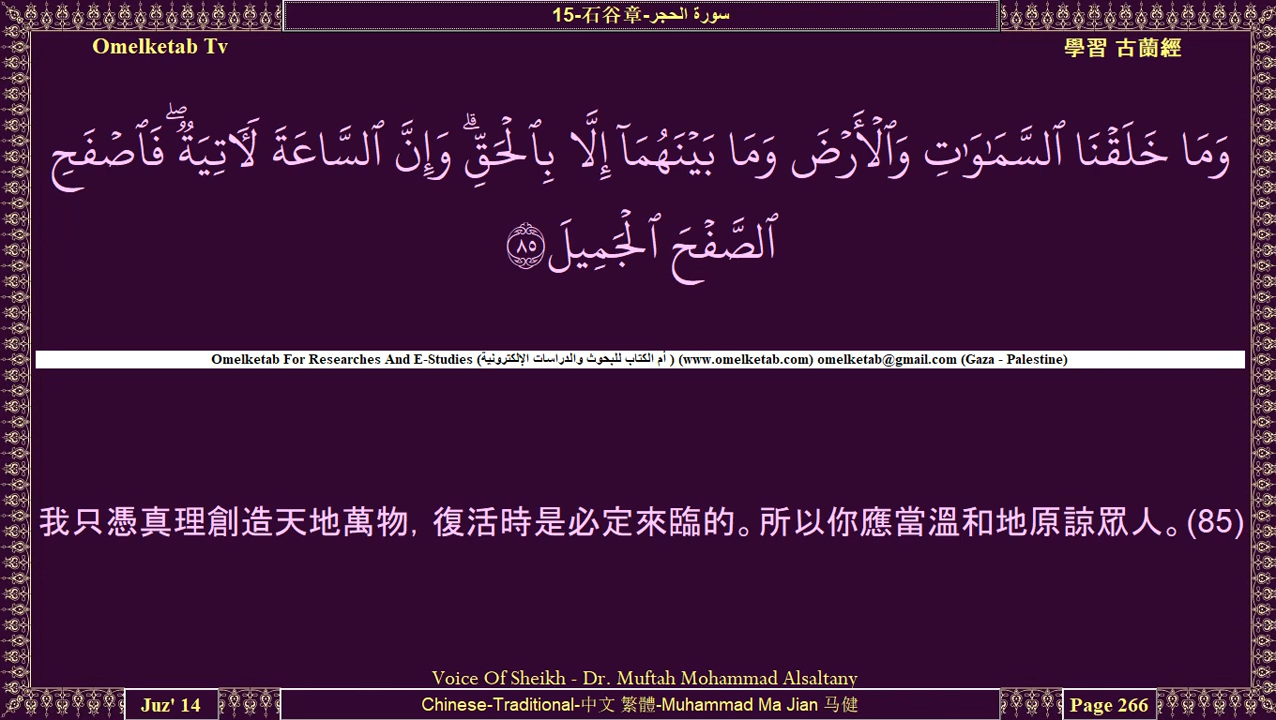 15-石谷章-سورة الحجر
Omelketab Tv
學習 古蘭經
وَمَا خَلَقْنَا ٱلسَّمَٰوَٰتِ وَٱلْأَرْضَ وَمَا بَيْنَهُمَآ إِلَّا بِٱلْحَقِّ ۗ وَإِنَّ ٱلسَّاعَةَ لَءَاتِيَةٌ ۖ فَٱصْفَحِ
ٱلصَّفْحَ ٱلْجَمِيلَ ٨٥
Omelketab For Researches And E-Studies (أم الكتاب للبحوث والدراسات الإلكترونية ) (www.omelketab.com) omelketab@gmail.com (Gaza - Palestine)
我只憑真理創造天地萬物，復活時是必定來臨的。所以你應當溫和地原諒眾人。(85)
Voice Of Sheikh - Dr. Muftah Mohammad Alsaltany
Juz' 14
Chinese-Traditional-中文 繁體-Muhammad Ma Jian 马健
Page 266